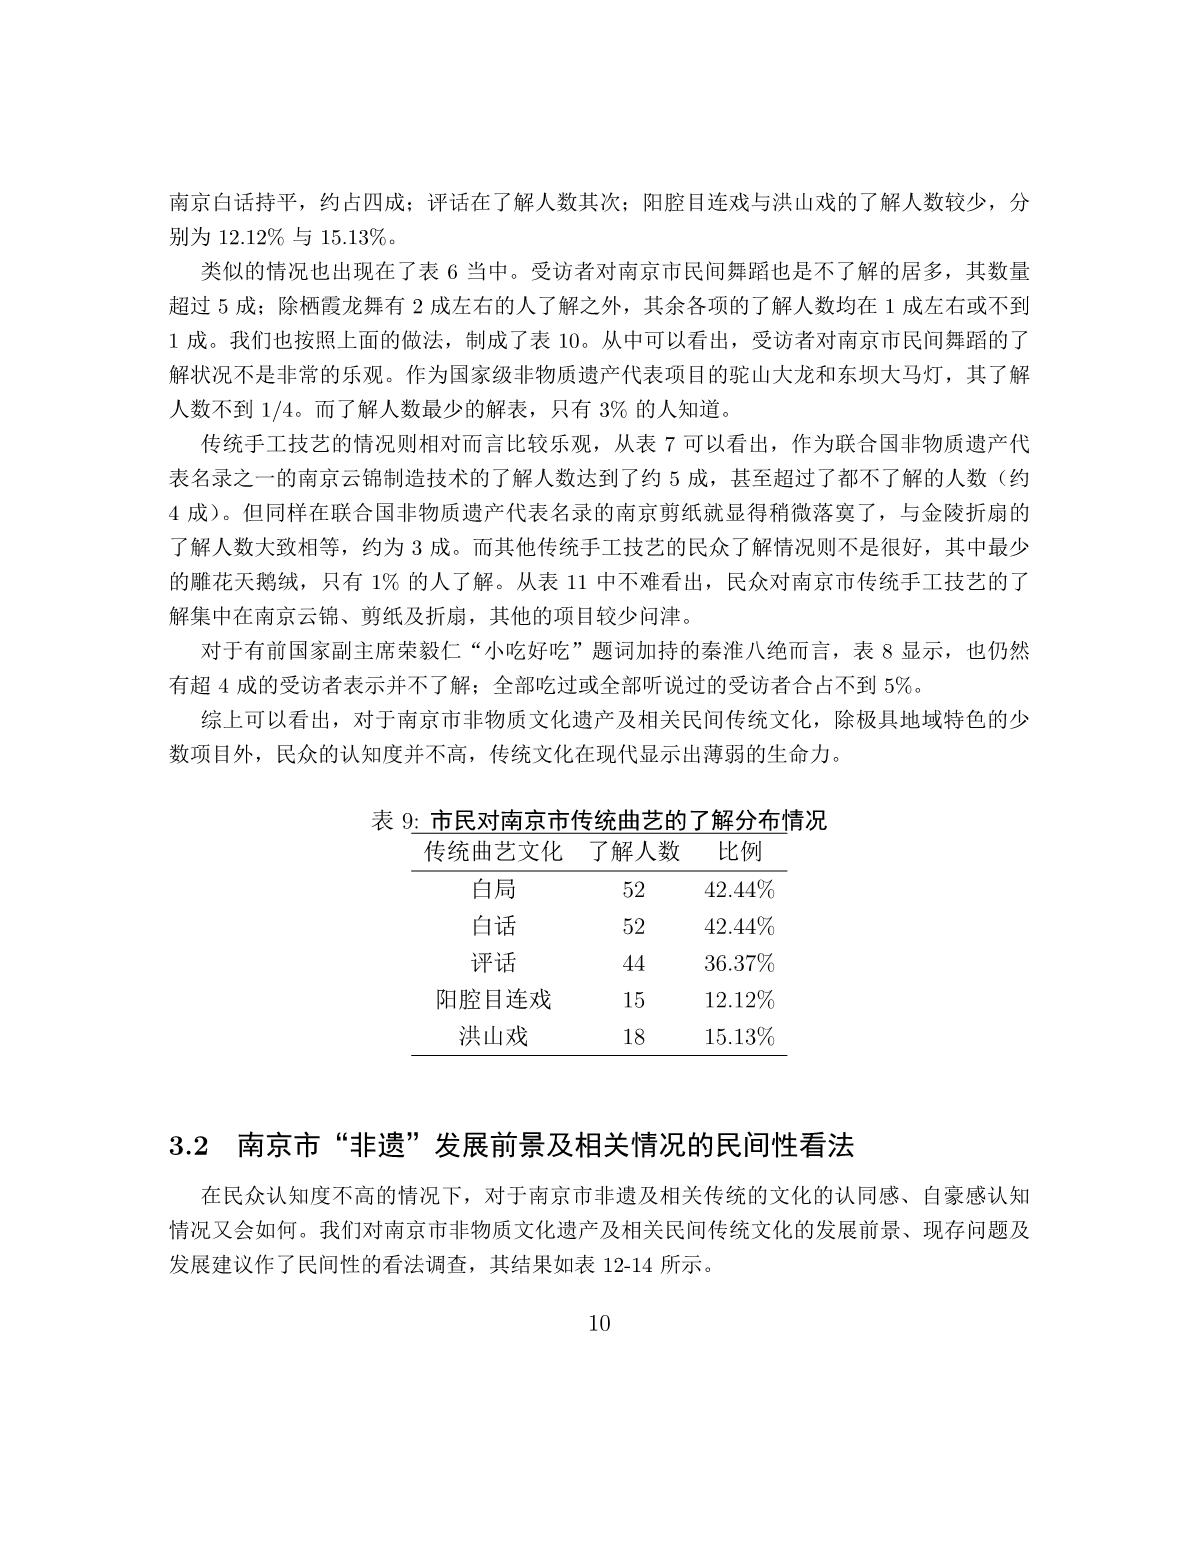 南京白话持平，约占四成；评话在了解人数其次；阳腔目连戏与洪山戏的了解人数较少，分
别为 12.12% 与 15.13%。
类似的情况也出现在了表 6 当中。受访者对南京市民间舞蹈也是不了解的居多，其数量
超过 5 成；除栖霞龙舞有 2 成左右的人了解之外，其余各项的了解人数均在 1 成左右或不到
1 成。我们也按照上面的做法，制成了表 10。从中可以看出，受访者对南京市民间舞蹈的了
解状况不是非常的乐观。作为国家级非物质遗产代表项目的驼山大龙和东坝大马灯，其了解
人数不到 1/4。而了解人数最少的解表，只有 3% 的人知道。
传统手工技艺的情况则相对而言比较乐观，从表 7 可以看出，作为联合国非物质遗产代
表名录之一的南京云锦制造技术的了解人数达到了约 5 成，甚至超过了都不了解的人数（约
4 成）。但同样在联合国非物质遗产代表名录的南京剪纸就显得稍微落寞了，与金陵折扇的
了解人数大致相等，约为 3 成。而其他传统手工技艺的民众了解情况则不是很好，其中最少
的雕花天鹅绒，只有 1% 的人了解。从表 11 中不难看出，民众对南京市传统手工技艺的了
解集中在南京云锦、剪纸及折扇，其他的项目较少问津。
对于有前国家副主席荣毅仁“小吃好吃”题词加持的秦淮八绝而言，表 8 显示，也仍然
有超 4 成的受访者表示并不了解；全部吃过或全部听说过的受访者合占不到 5%。
综上可以看出，对于南京市非物质文化遗产及相关民间传统文化，除极具地域特色的少
数项目外，民众的认知度并不高，传统文化在现代显示出薄弱的生命力。
表 9: 市民对南京市传统曲艺的了解分布情况
传统曲艺文化 了解人数 比例
白局 52 42.44%
白话 52 42.44%
评话 44 36.37%
阳腔目连戏 15 12.12%
洪山戏 18 15.13%
3.2 南京市“非遗”发展前景及相关情况的民间性看法
在民众认知度不高的情况下，对于南京市非遗及相关传统的文化的认同感、自豪感认知
情况又会如何。我们对南京市非物质文化遗产及相关民间传统文化的发展前景、现存问题及
发展建议作了民间性的看法调查，其结果如表 12-14 所示。
10